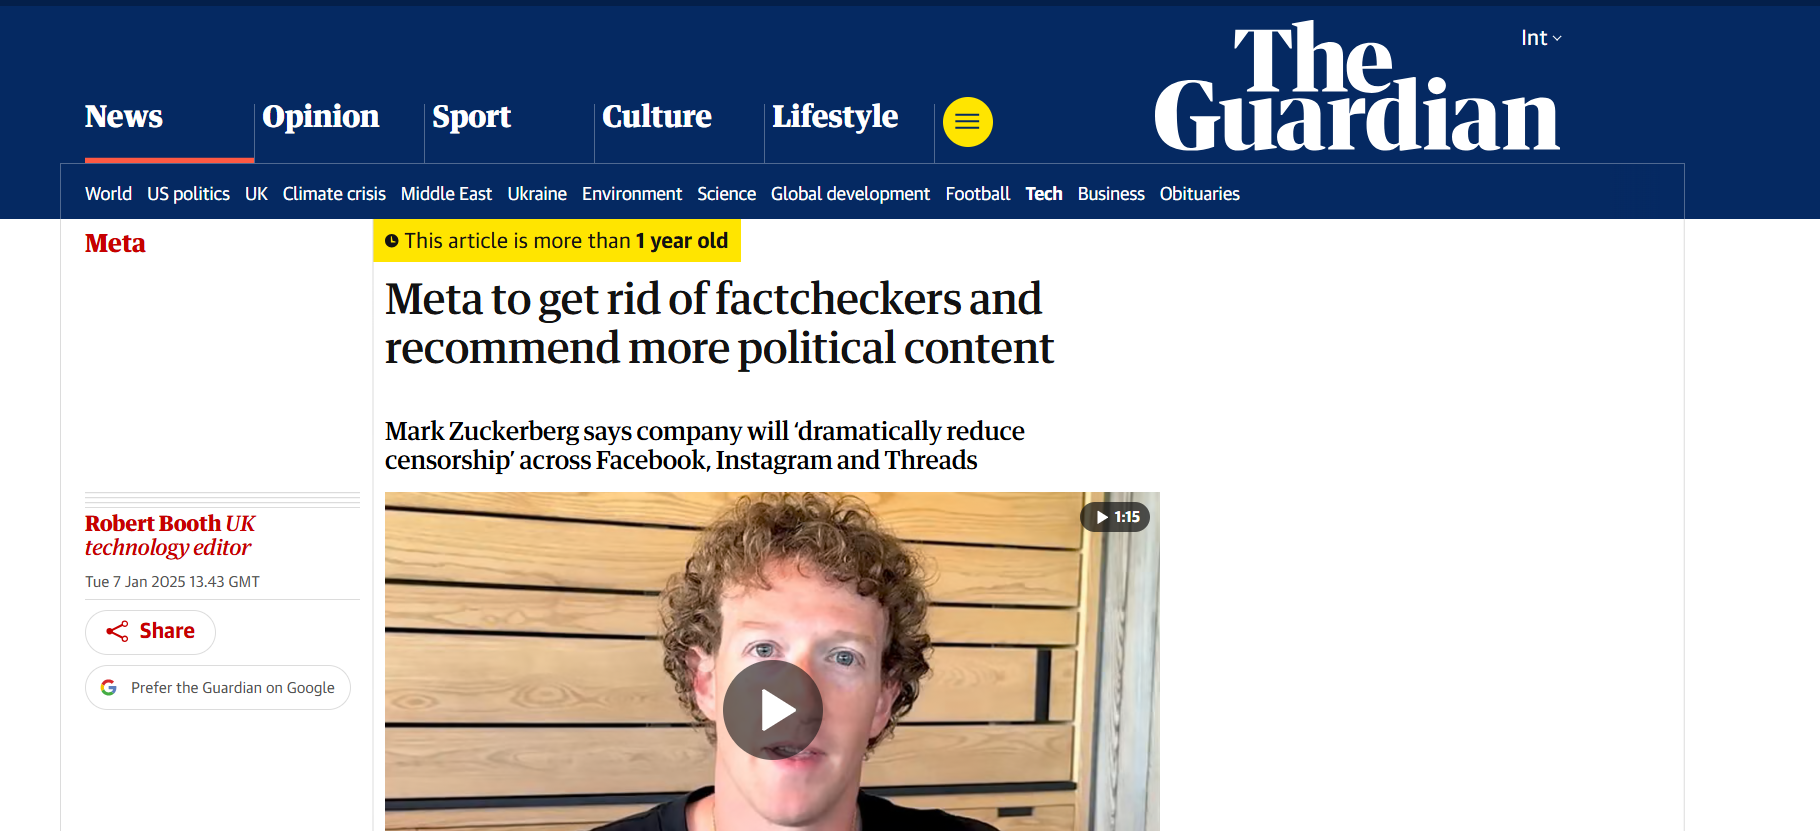 The
Guardian
Int
News
Opinion
Sport
Culture
Lifestyle
World US politics UK Climate crisis Middle East Ukraine Environment Science Global development Football Tech Business Obituaries
Meta
This article is more than 1 year old
Meta to get rid of factcheckers and
recommend more political content
Mark Zuckerberg says company will ‘dramatically reduce
censorship’ across Facebook, Instagram and Threads
Robert Booth UK
technology editor
Tue 7 Jan 2025 13.43 GMT
Share
Prefer the Guardian on Google
1:15